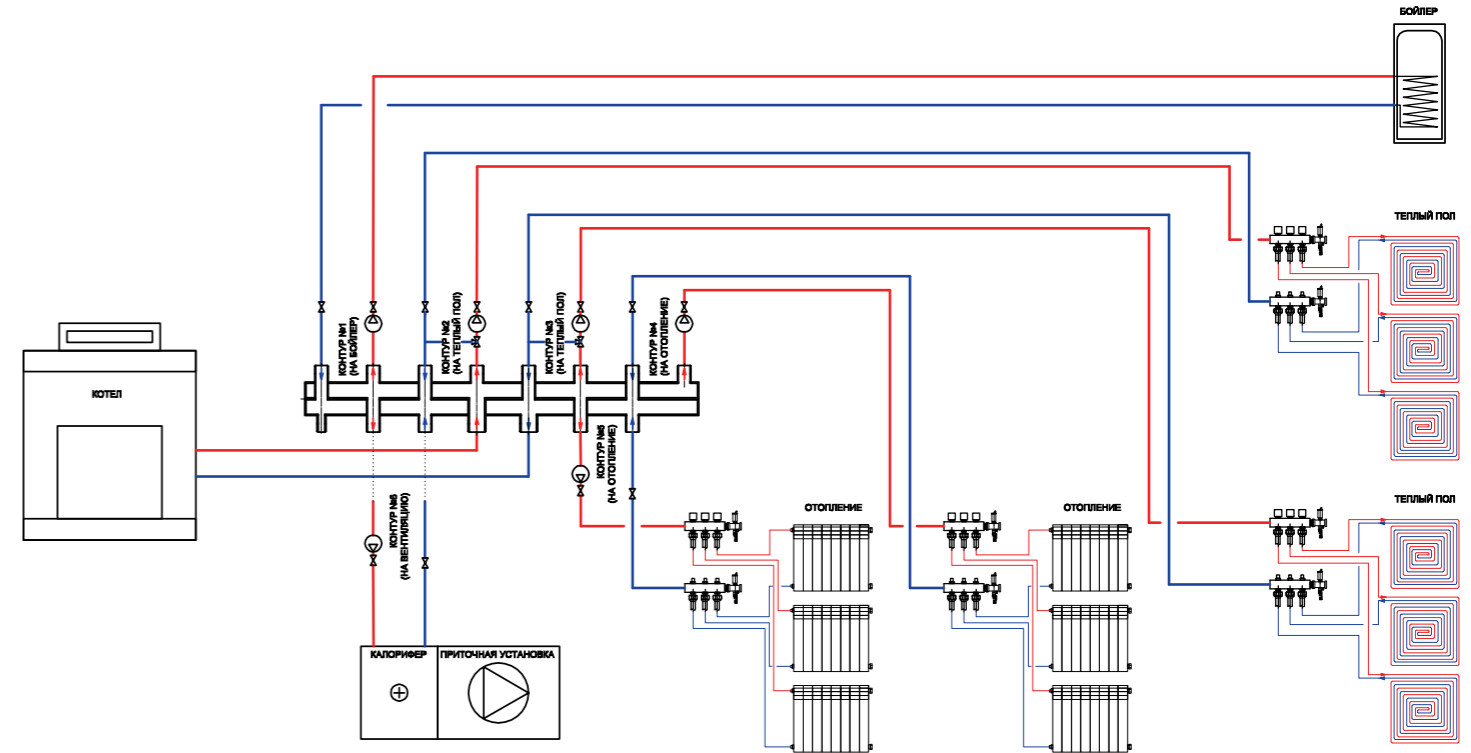 БОЙЛЕР
ТЕПЛЫЙ ПОЛ
КОНТУР №1
(НА БОЙЛЕР)
КОНТУР №2
(НА ТЕПЛЫЙ ПОЛ)
КОНТУР №3
(НА ТЕПЛЫЙ ПОЛ)
КОНТУР №4
(НА ОТОПЛЕНИЕ)
КОТЕЛ
КОНТУР №5
(НА ОТОПЛЕНИЕ)
КОНТУР №6
(НА ВЕНТИЛЯЦИЮ)
ОТОПЛЕНИЕ
ОТОПЛЕНИЕ
ТЕПЛЫЙ ПОЛ
КАЛОРИФЕР
ПРИТОЧНАЯ УСТАНОВКА